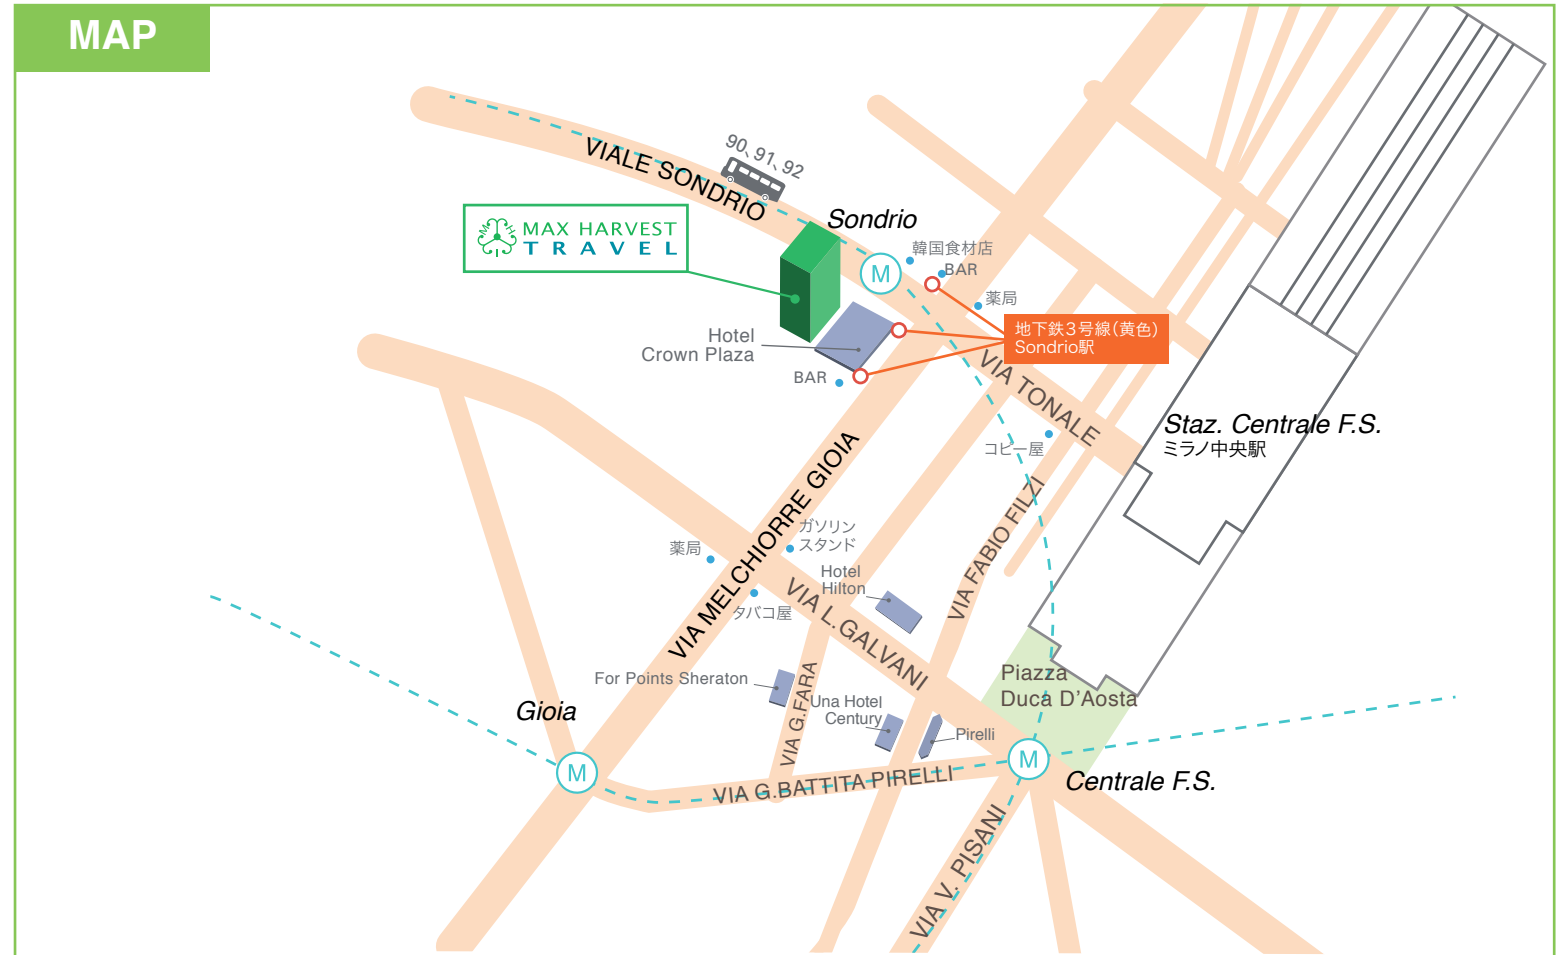 MAP
90、91、92
VIALE SONDRIO
MAX HARVEST
TRAVEL
MH
Sondrio
M
韓国食材店
BAR
薬局
地下鉄3号線(黄色)
Sondrio駅
Hotel
Crown Plaza
BAR
VIA TONALE
Staz. Centrale F.S.
ミラノ中央駅
コピー屋
VIA MELCHIORRE GIOIA
VIA FABIO FILZI
ガソリン
スタンド
薬局
Hotel
Hilton
タバコ屋
VIA L.GALVANI
For Points Sheraton
VIA G.FARA
Piazza
Duca D'Aosta
Una Hotel
Century
Pirelli
Gioia
M
M
Centrale F.S.
VIA G.BATTITA PIRELLI
VIA V. PISANI